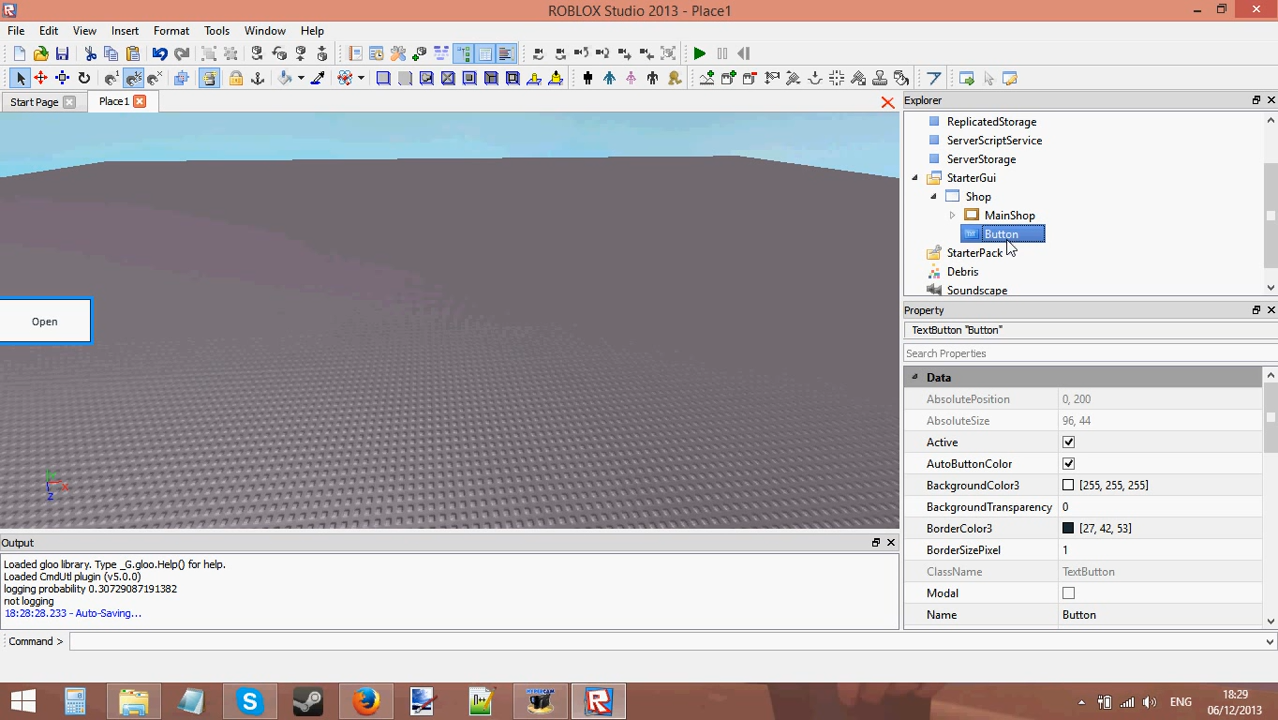 ROBLOX Studio 2013 - Place1
File Edit View Insert Format Tools Window Help
Start Page Place1
Explorer
ReplicatedStorage
ServerScriptService
ServerStorage
StarterGui
Shop
MainShop
Button
StarterPack
Debris
Soundscape
Open
Property
TextButton "Button"
Search Properties
Data
AbsolutePosition 0, 200
AbsoluteSize 96, 44
Active
AutoButtonColor
BackgroundColor3 [255, 255, 255]
BackgroundTransparency 0
BorderColor3 [27, 42, 53]
BorderSizePixel 1
ClassName TextButton
Modal
Name Button
Output
Loaded gloo library. Type _G.gloo.Help() for help.
Loaded CmdUtl plugin (v5.0.0)
logging probability 0.30729087191382
not logging
18:28:28.233 - Auto-Saving...
Command >
ENG
18:29
06/12/2013